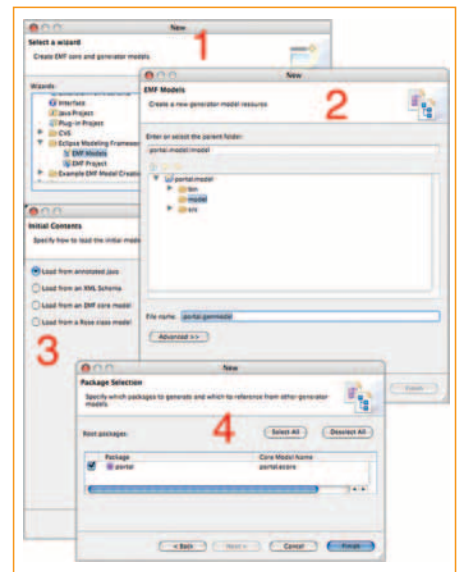 New
Select a wizard
Create EMF core and generator models.
1
Wizards:
Interface
Java Project
Plug-in Project
CVS
Eclipse Modeling Framework
EMF Models
EMF Project
Example EMF Model Creation
New
EMF Models
Create a new generator model resource
2
Enter or select the parent folder:
portal.model/model
portal.model
bin
model
src
File name: portal.genmodel
Advanced >>
Finish
Initial Contents
Specify how to load the initial mode
Load from annotated Java
Load from an XML Schema
Load from an EMF core model
Load from a Rose class model
3
New
Package Selection
Specify which packages to generate and which to reference from other generator
models.
4
Root packages:
Select All
Deselect All
Package
Core Model Name
portal
portal.ecore
< Back
Next >
Cancel
Finish